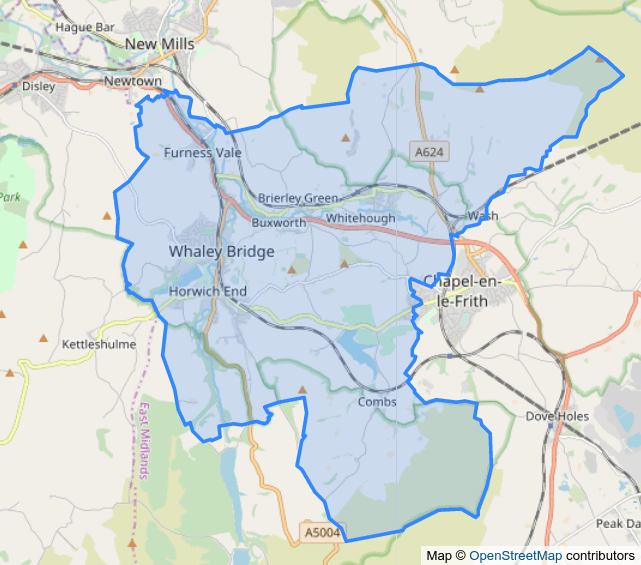 Hague Bar
New Mills
Newtown
Disley
Furness Vale
A624
Park
Brierley Green
Whitehough
Wash
Buxworth
Whaley Bridge
Horwich End
Chapel-en-
le-Frith
Kettleshulme
East Midlands
Combs
Dove Holes
A5004
Peak Da
Map © OpenStreetMap contributors